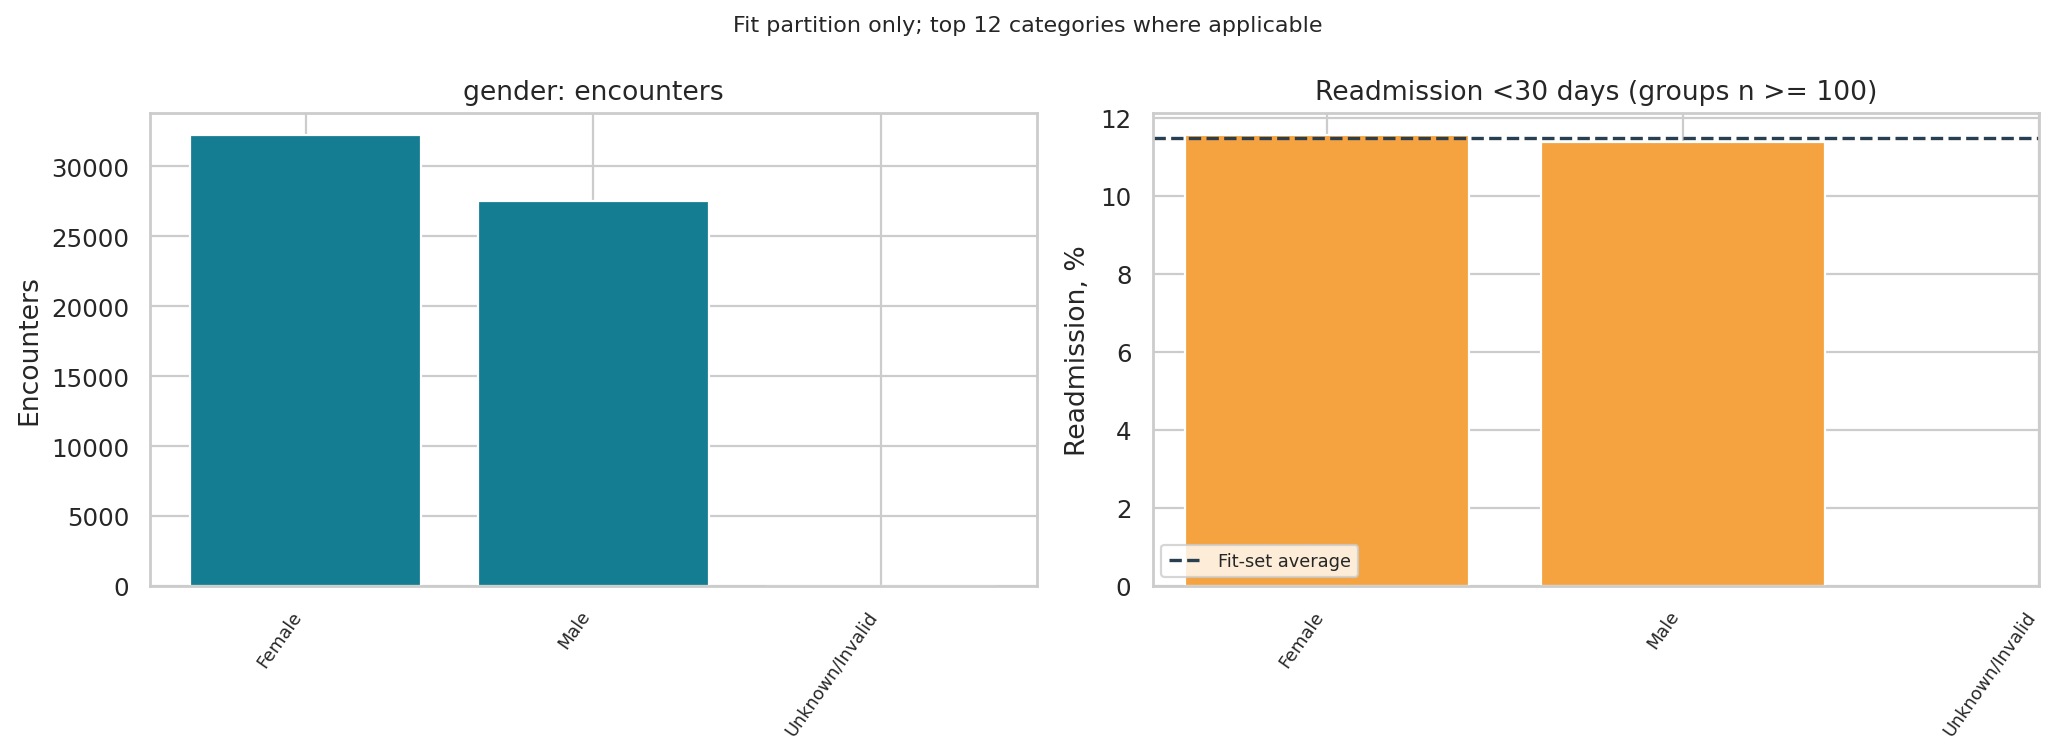 Fit partition only; top 12 categories where applicable
gender: encounters
Encounters
30000
25000
20000
15000
10000
5000
0
Female
Male
Unknown/Invalid
Readmission <30 days (groups n >= 100)
Readmission, %
12
10
8
6
4
2
0
Fit-set average
Female
Male
Unknown/Invalid